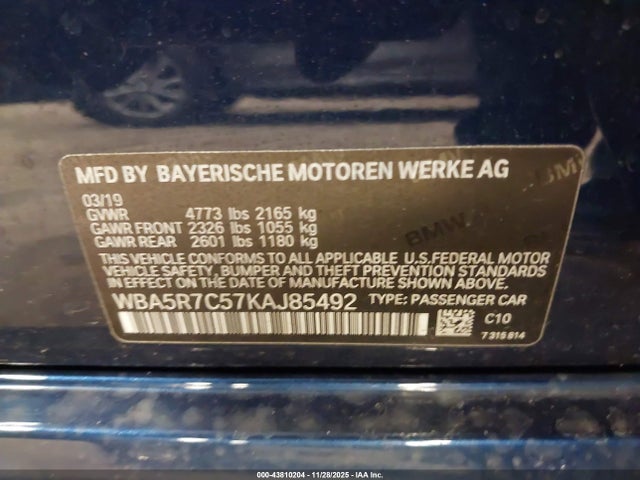 MFD BY BAYERISCHE MOTOREN WERKE AG
03/19
GVWR 4773 lbs 2165 kg
GAWR FRONT 2326 lbs 1055 kg
GAWR REAR 2601 lbs 1180 kg
THIS VEHICLE CONFORMS TO ALL APPLICABLE U.S.FEDERAL MOTOR
VEHICLE SAFETY, BUMPER, AND THEFT PREVENTION STANDARDS
IN EFFECT ON THE DATE OF MANUFACTURE SHOWN ABOVE.
WBA5R7C57KAJ85492 TYPE: PASSENGER CAR
C10
7315814
BMW
BMW
000-43810204 - 11/28/2025 - IAA Inc.